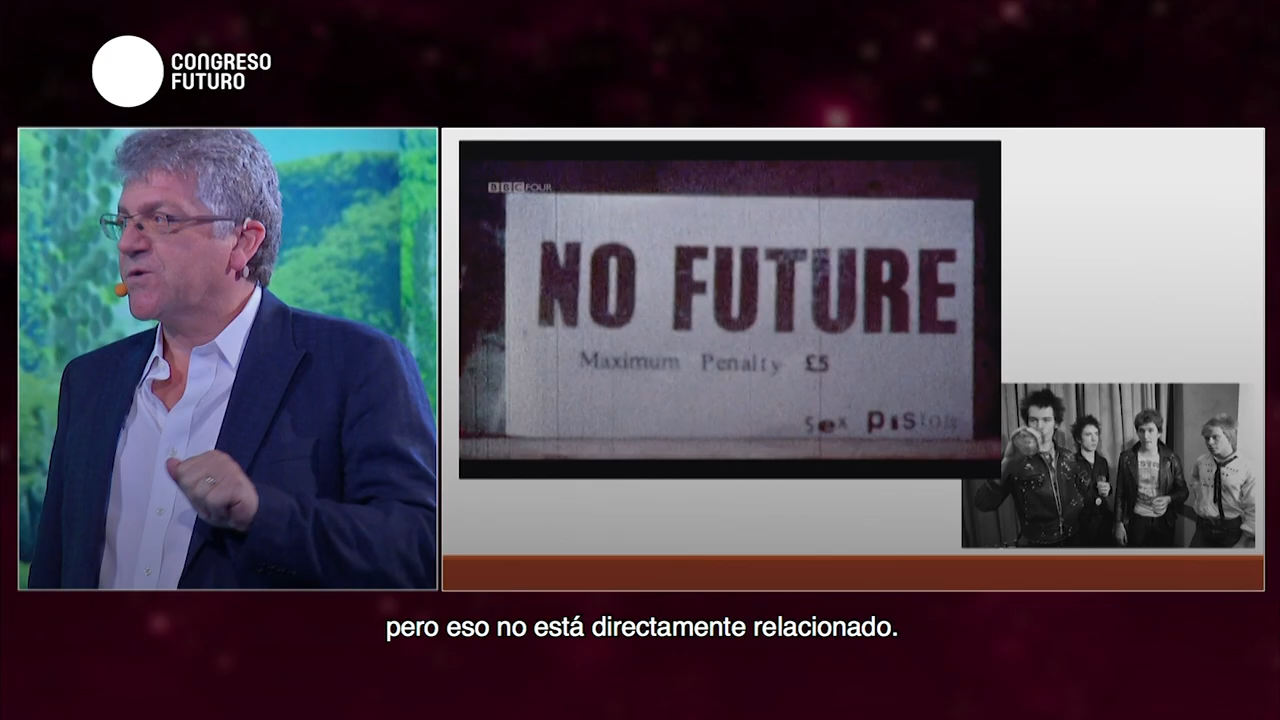 CONGRESO
FUTURO
BBC FOUR
NO FUTURE
Maximum Penalty £5
sex pistols
pero eso no está directamente relacionado.